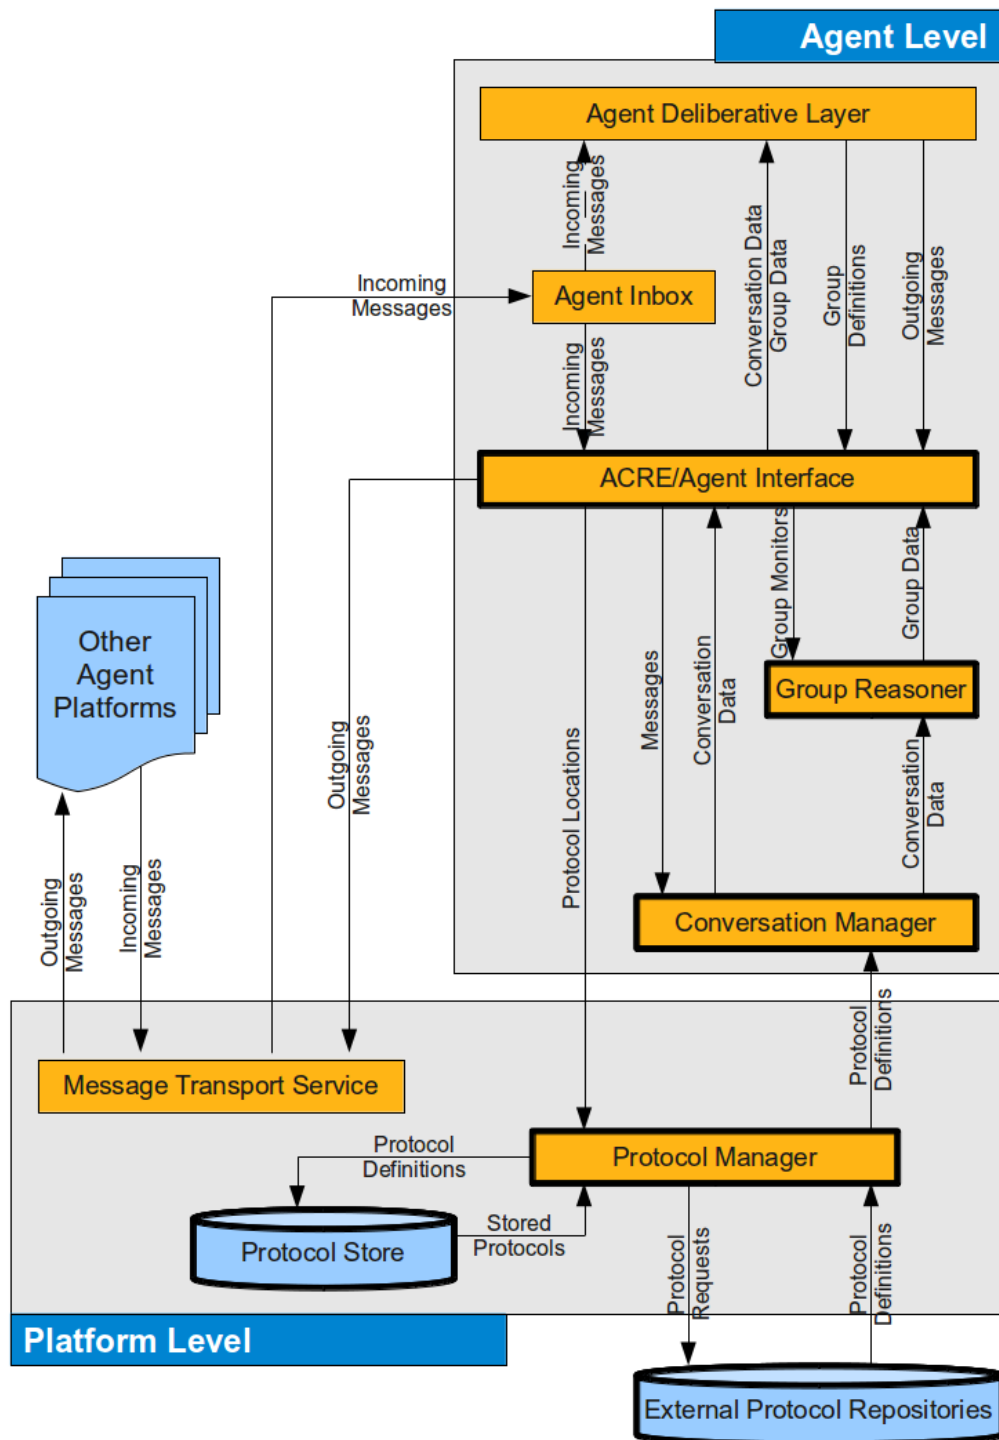 Agent Level
Agent Deliberative Layer
Incoming
Messages
Conversation Data
Group Data
Group
Definitions
Outgoing
Messages
Incoming
Messages
Agent Inbox
Incoming
Messages
ACRE/Agent Interface
Group Monitors
Group Data
Other
Agent
Platforms
Messages
Conversation
Data
Group Reasoner
Outgoing
Messages
Protocol Locations
Conversation
Data
Outgoing
Messages
Incoming
Messages
Conversation Manager
Protocol
Definitions
Message Transport Service
Protocol
Definitions
Protocol Manager
Stored
Protocols
Protocol Store
Protocol
Requests
Protocol
Definitions
Platform Level
External Protocol Repositories